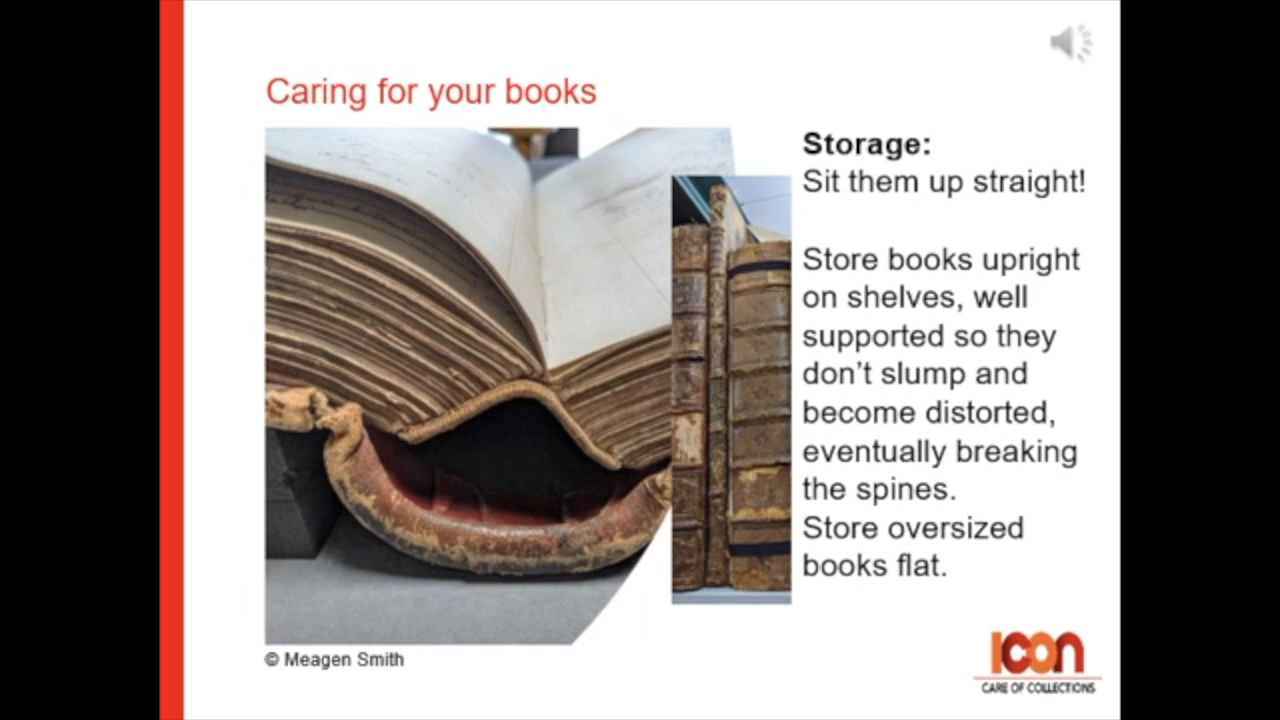 Caring for your books
Storage:
Sit them up straight!
Store books upright
on shelves, well
supported so they
don't slump and
become distorted,
eventually breaking
the spines.
Store oversized
books flat.
© Meagen Smith
Icon
CARE OF COLLECTIONS